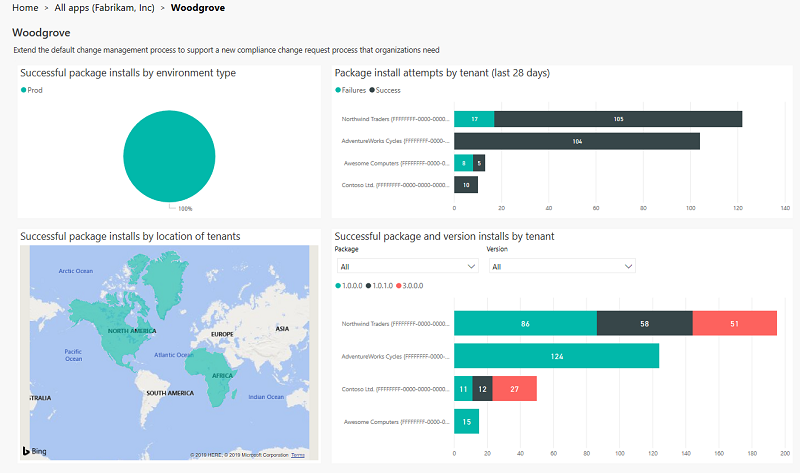 Home > All apps (Fabrikam, Inc) > Woodgrove
Woodgrove
Extend the default change management process to support a new compliance change request process that organizations need
Successful package installs by environment type
Prod
100%
Package install attempts by tenant (last 28 days)
Failures Success
Northwind Traders (FFFFFFFF-0000-0000... 17 105
AdventureWorks Cycles (FFFFFFFF-0000-... 104
Awesome Computers (FFFFFFFF-0000-0... 8 5
Contoso Ltd. (FFFFFFFF-0000-0000-0000... 10
0 20 40 60 80 100 120 140
Successful package installs by location of tenants
Arctic Ocean
NORTH AMERICA
EUROPE
ASIA
Pacific
Ocean
Atlantic Ocean
AFRICA
SOUTH AMERICA
Indian Ocean
TRALIA
Bing
© 2019 HERE, © 2019 Microsoft Corporation Terms
Successful package and version installs by tenant
Package Version
All All
1.0.0.0 1.0.1.0 3.0.0.0
Northwind Traders (FFFFFFFF-0000-0000... 86 58 51
AdventureWorks Cycles (FFFFFFFF-0000-... 124
Contoso Ltd. (FFFFFFFF-0000-0000-0000... 11 12 27
Awesome Computers (FFFFFFFF-0000-0... 15
0 20 40 60 80 100 120 140 160 180 200